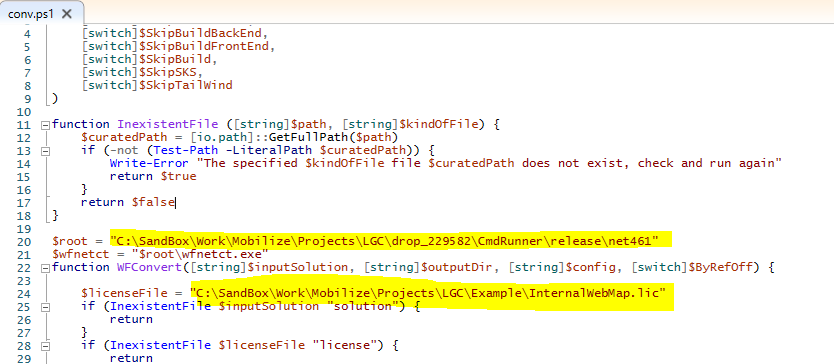 conv.ps1 X
4 [switch]$SkipBuildBackEnd,
5 [switch]$SkipBuildFrontEnd,
6 [switch]$SkipBuild,
7 [switch]$SkipSKS,
8 [switch]$SkipTailWind
9 )
10
11 function InexistentFile ([string]$path, [string]$kindOfFile) {
12 $curatedPath = [io.path]::GetFullPath($path)
13 if (-not (Test-Path -LiteralPath $curatedPath)) {
14 Write-Error "The specified $kindOfFile file $curatedPath does not exist, check and run again"
15 return $true
16 }
17 return $false
18 }
19
20 $root = "C:\SandBox\Work\Mobilize\Projects\LGC\drop_229582\CmdRunner\release\net461"
21 $wfnetct = "$root\wfnetct.exe"
22 function WFConvert([string]$inputSolution, [string]$outputDir, [string]$config, [switch]$ByRefOff) {
23
24 $licenseFile = "C:\SandBox\Work\Mobilize\Projects\LGC\Example\InternalWebMap.lic"
25 if (InexistentFile $inputSolution "solution") {
26 return
27 }
28 if (InexistentFile $licenseFile "license") {
29 return